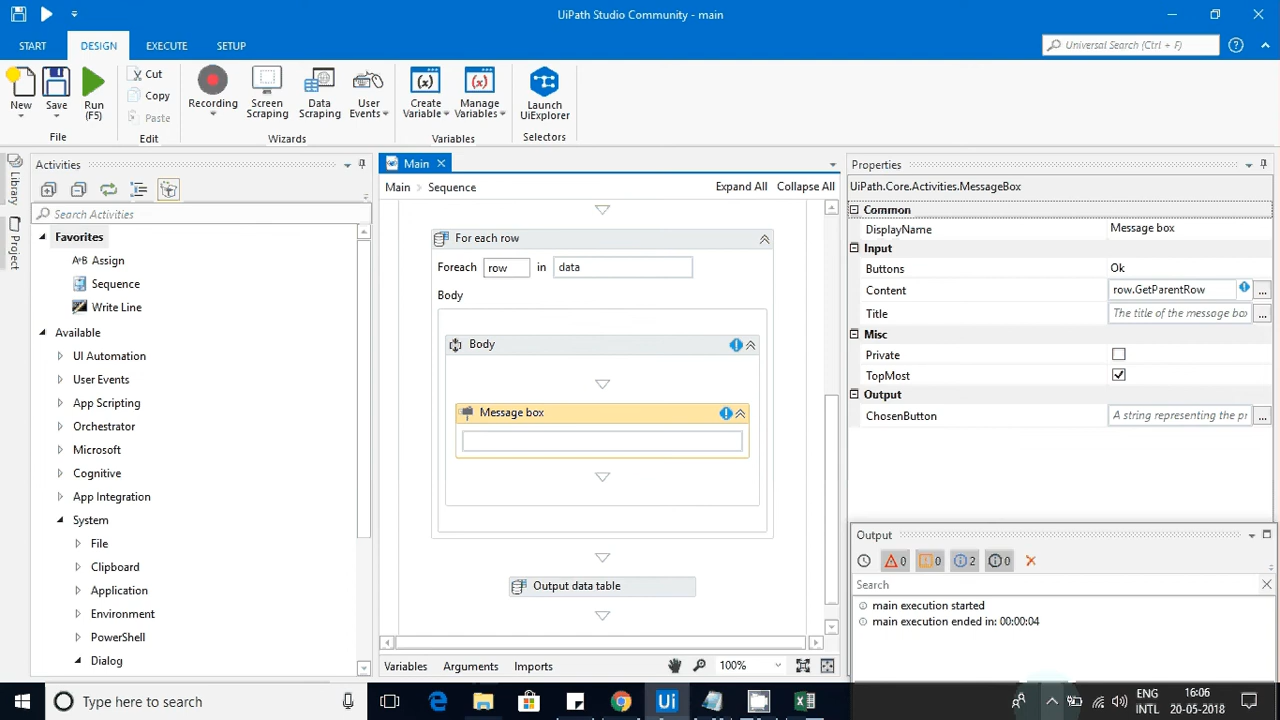 UiPath Studio Community - main
START DESIGN EXECUTE SETUP
Universal Search (Ctrl + F)
New Save Run (F5) Cut Copy Paste
Recording Screen Scraping Data Scraping User Events
Create Variable Manage Variables Launch UiExplorer
File Edit Wizards Variables Selectors
Library
Project
Activities
Search Activities
Favorites
Assign
Sequence
Write Line
Available
UI Automation
User Events
App Scripting
Orchestrator
Microsoft
Cognitive
App Integration
System
File
Clipboard
Application
Environment
PowerShell
Dialog
Main
Main Sequence Expand All Collapse All
For each row
Foreach row in data
Body
Body
Message box
Output data table
Variables Arguments Imports 100%
Properties
UiPath.Core.Activities.MessageBox
Common
DisplayName Message box
Input
Buttons Ok
Content row.GetParentRow ...
Title The title of the message box ...
Misc
Private
TopMost
Output
ChosenButton A string representing the pr ...
Output
0 0 2 0
Search
main execution started
main execution ended in: 00:00:04
Type here to search
ENG INTL
16:06
20-05-2018